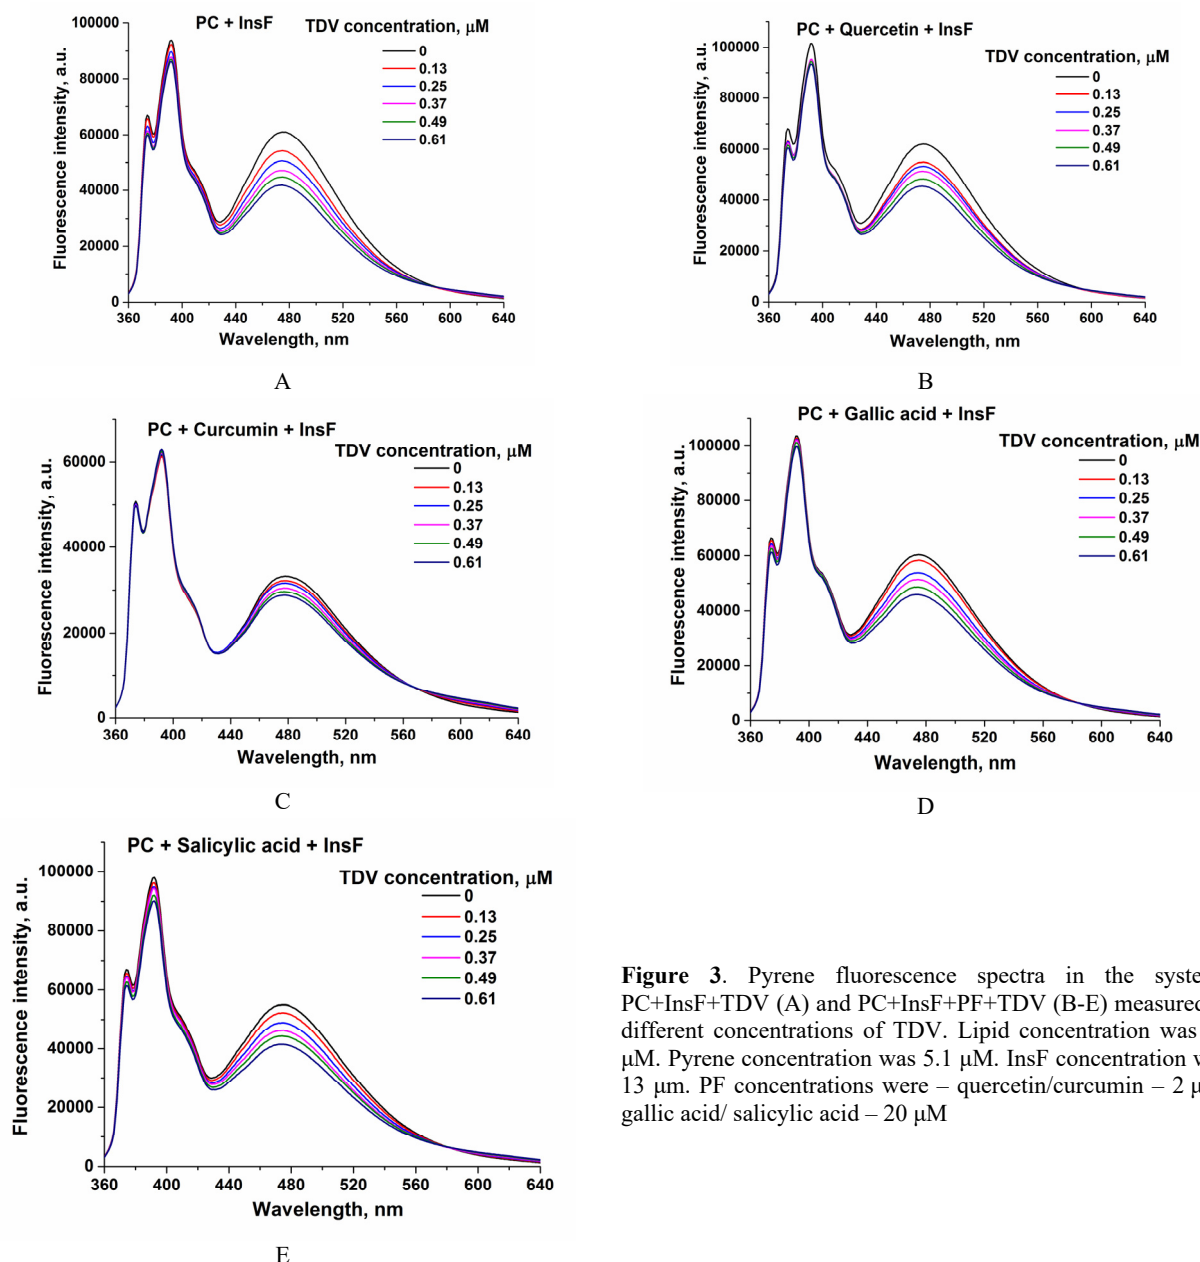 PC + InsF
TDV concentration, μM
0
0.13
0.25
0.37
0.49
0.61
Fluorescence intensity, a.u.
100000
80000
60000
40000
20000
0
360 400 440 480 520 560 600 640
Wavelength, nm
A
PC + Quercetin + InsF
TDV concentration, μM
0
0.13
0.25
0.37
0.49
0.61
Fluorescence intensity, a.u.
100000
80000
60000
40000
20000
0
360 400 440 480 520 560 600 640
Wavelength, nm
B
PC + Curcumin + InsF
TDV concentration, μM
0
0.13
0.25
0.37
0.49
0.61
Fluorescence intensity, a.u.
60000
40000
20000
0
360 400 440 480 520 560 600 640
Wavelength, nm
C
PC + Gallic acid + InsF
TDV concentration, μM
0
0.13
0.25
0.37
0.49
0.61
Fluorescence intensity, a.u.
100000
80000
60000
40000
20000
0
360 400 440 480 520 560 600 640
Wavelength, nm
D
PC + Salicylic acid + InsF
TDV concentration, μM
0
0.13
0.25
0.37
0.49
0.61
Fluorescence intensity, a.u.
100000
80000
60000
40000
20000
0
360 400 440 480 520 560 600 640
Wavelength, nm
E
Figure 3. Pyrene fluorescence spectra in the syste
PC+InsF+TDV (A) and PC+InsF+PF+TDV (B-E) measured
different concentrations of TDV. Lipid concentration was
μM. Pyrene concentration was 5.1 μM. InsF concentration w
13 μm. PF concentrations were – quercetin/curcumin – 2 μ
gallic acid/ salicylic acid – 20 μM